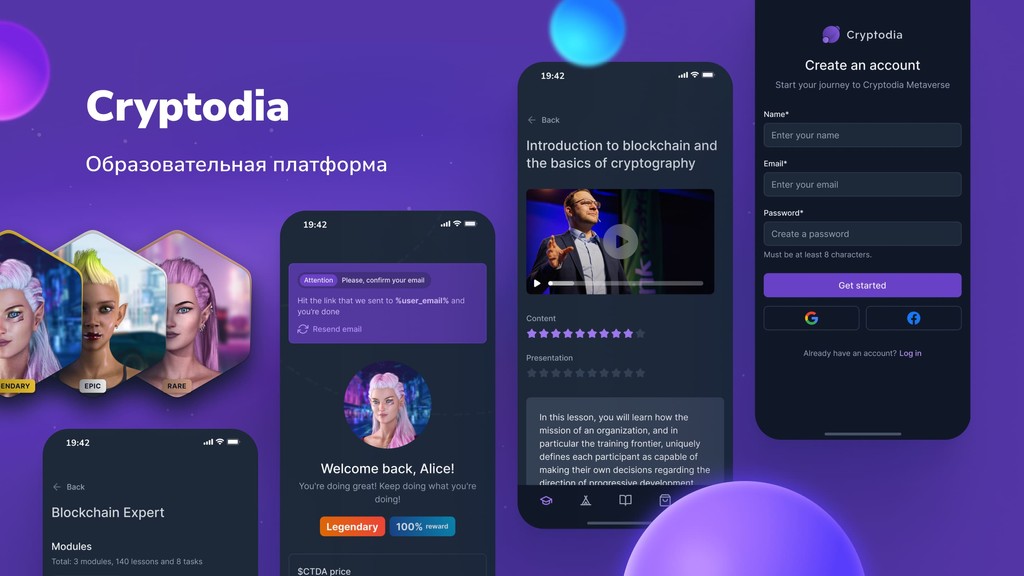 Cryptodia
Образовательная платформа
EPIC
RARE
19:42
Back
Blockchain Expert
Modules
Total: 3 modules, 140 lessons and 8 tasks
19:42
Attention Please, confirm your email
Hit the link that we sent to %user_email% and
you're done
Resend email
Welcome back, Alice!
You're doing great! Keep doing what you're
doing!
Legendary 100% reward
$CTDA price
19:42
Back
Introduction to blockchain and
the basics of cryptography
Content
Presentation
In this lesson, you will learn how the
mission of an organization, and in
particular the training frontier, uniquely
defines each participant as capable of
making their own decisions regarding the
direction of progressive development
Cryptodia
Create an account
Start your journey to Cryptodia Metaverse
Name*
Enter your name
Email*
Enter your email
Password*
Create a password
Must be at least 8 characters.
Get started
Already have an account? Log in